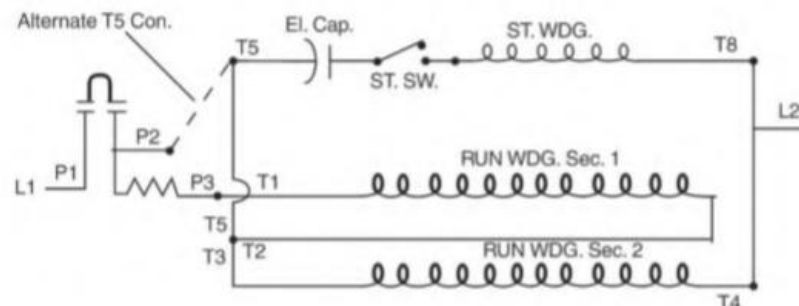 Alternate T5 Con.
T5
El. Cap.
ST. SW.
ST. WDG.
T8
L2
P2
P1
L1
P3
T1
RUN WDG. Sec. 1
T5
T3
T2
RUN WDG. Sec. 2
T4